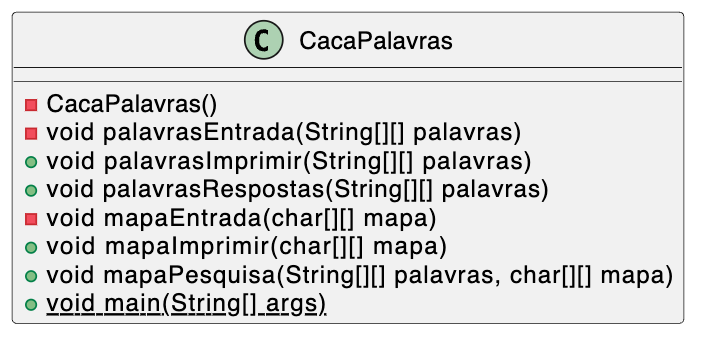 C CacaPalavras
CacaPalavras()
void palavrasEntrada(String[][] palavras)
void palavrasImprimir(String[][] palavras)
void palavrasRespostas(String[][] palavras)
void mapaEntrada(char[][] mapa)
void mapaImprimir(char[][] mapa)
void mapaPesquisa(String[][] palavras, char[][] mapa)
void main(String[] args)